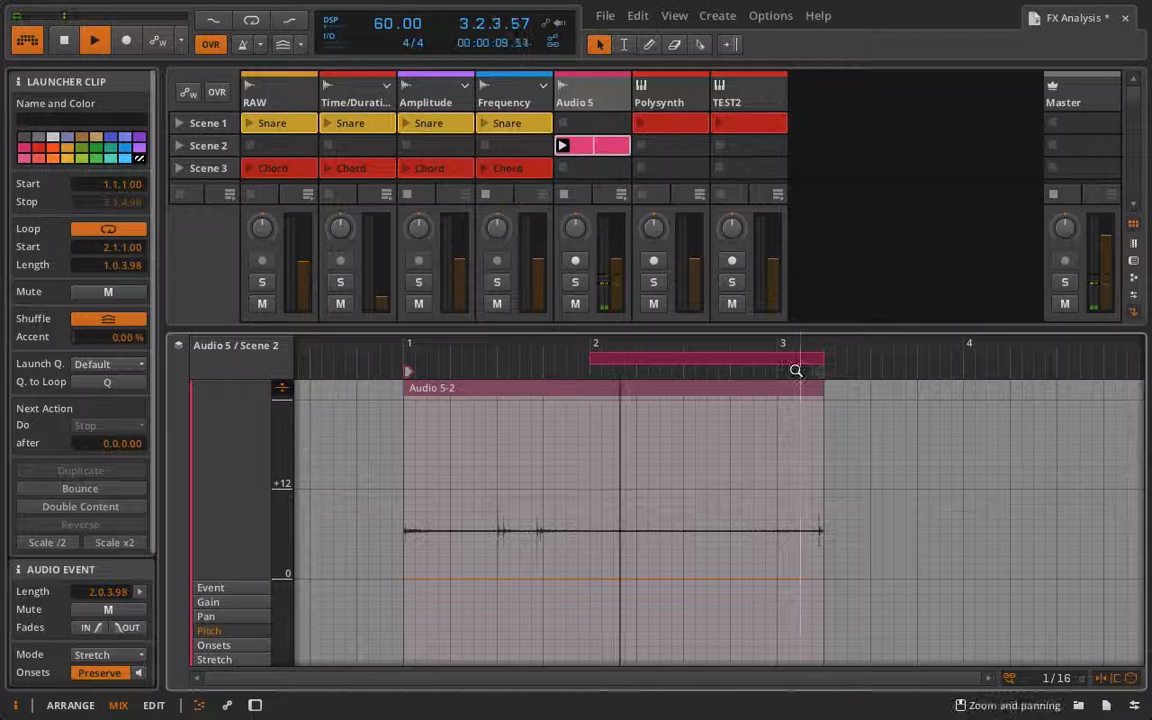 DSP
I/O
60.00
4/4
3.2.3.57
00:00:09.11
OVR
File Edit View Create Options Help
FX Analysis *
LAUNCHER CLIP
Name and Color
Start 1.1.1.00
Stop 1.4.98
Loop
Start 2.1.1.00
Length 1.0.3.98
Mute M
Shuffle
Accent 0.00 %
Launch Q. Default
Q. to Loop Q
Next Action
Do Stop
after 0.0.0.00
Duplicate
Bounce
Double Content
Reverse
Scale /2 Scale x2
AUDIO EVENT
Length 2.0.3.98
Mute M
Fades IN OUT
Mode Stretch
Onsets Preserve
OVR
RAW Time/Durati... Amplitude Frequency Audio 5 Polysynth TEST2 Master
Scene 1 Snare Snare Snare Snare
Scene 2
Scene 3 Chord Chord Chord Chord
S S S S S S S S
M M M M M M M M
Audio 5 / Scene 2
1 2 3 4
Audio 5-2
+12
0
Event
Gain
Pan
Pitch
Onsets
Stretch
1/16
i ARRANGE MIX EDIT
Zoom and panning